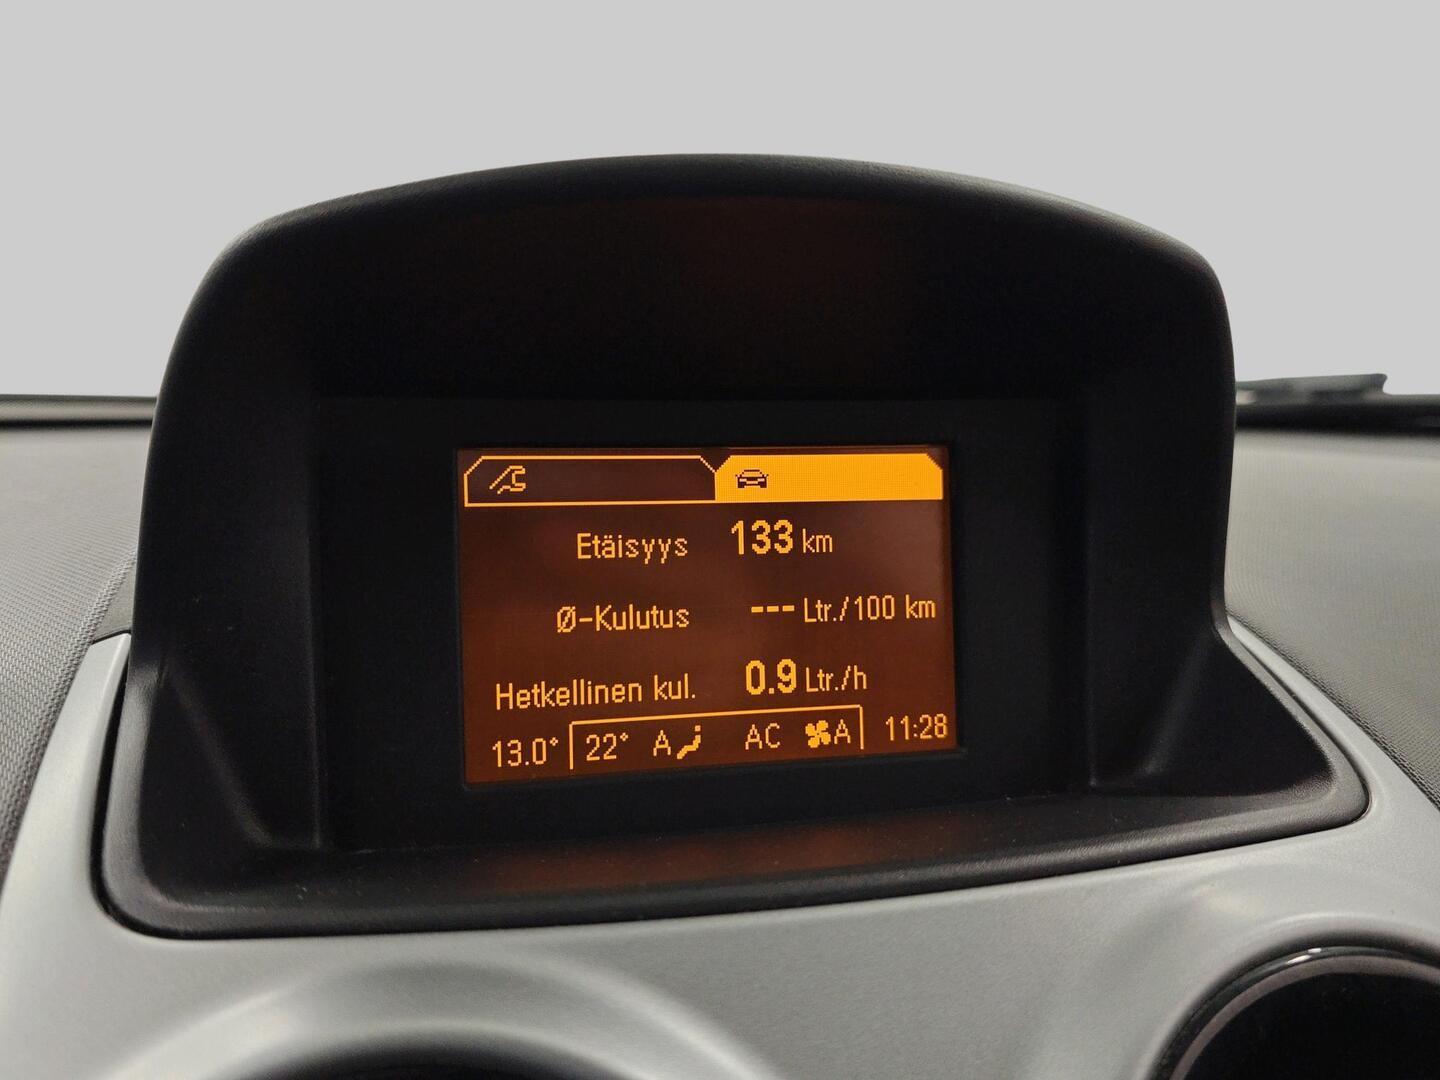 Etäisyys 133 km
Ø-Kulutus --- Ltr./100 km
Hetkellinen kul. 0.9 Ltr./h
13.0° 22° A AC A 11:28